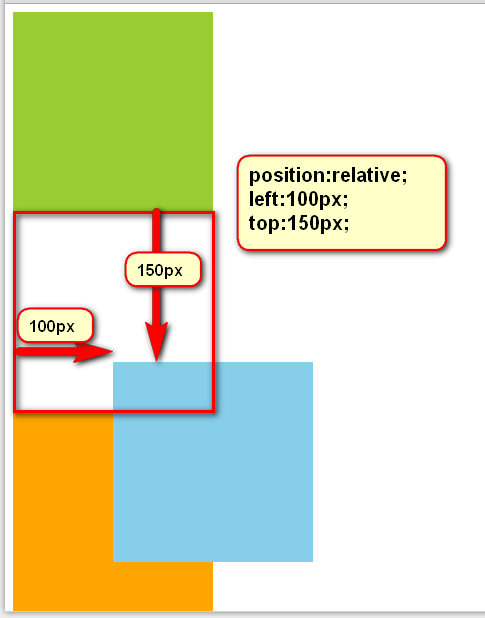 position:relative;
left:100px;
top:150px;
150px
100px